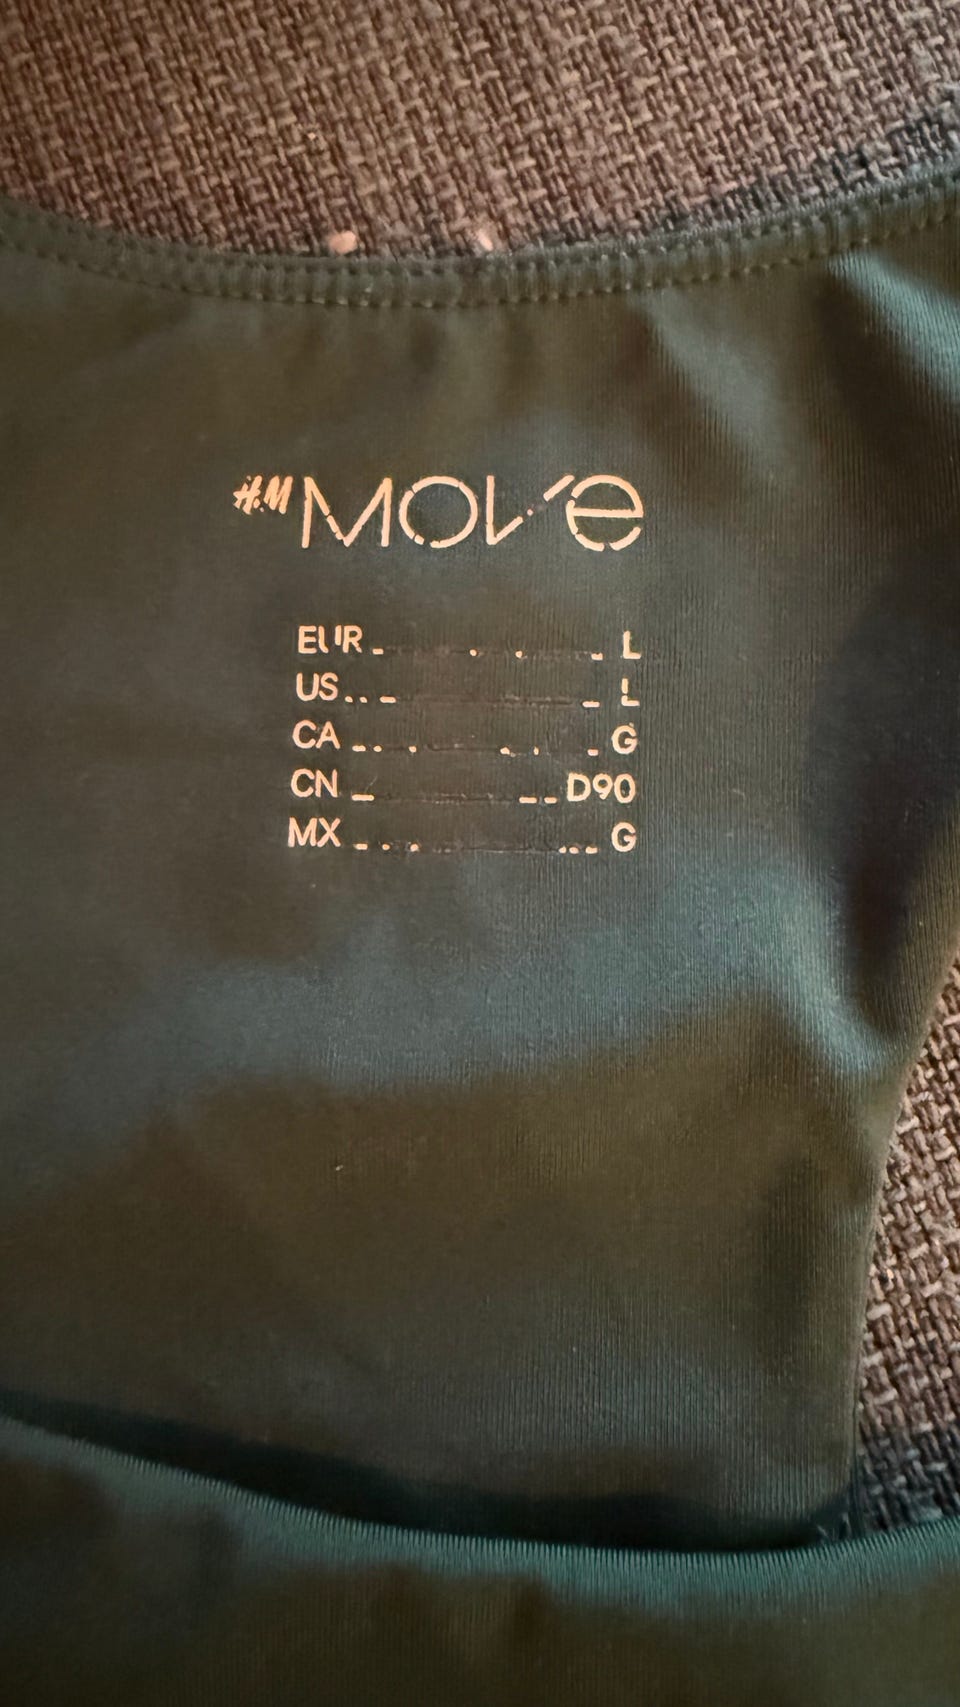 H&M MOVE
EUR L
US L
CA G
CN D90
MX G